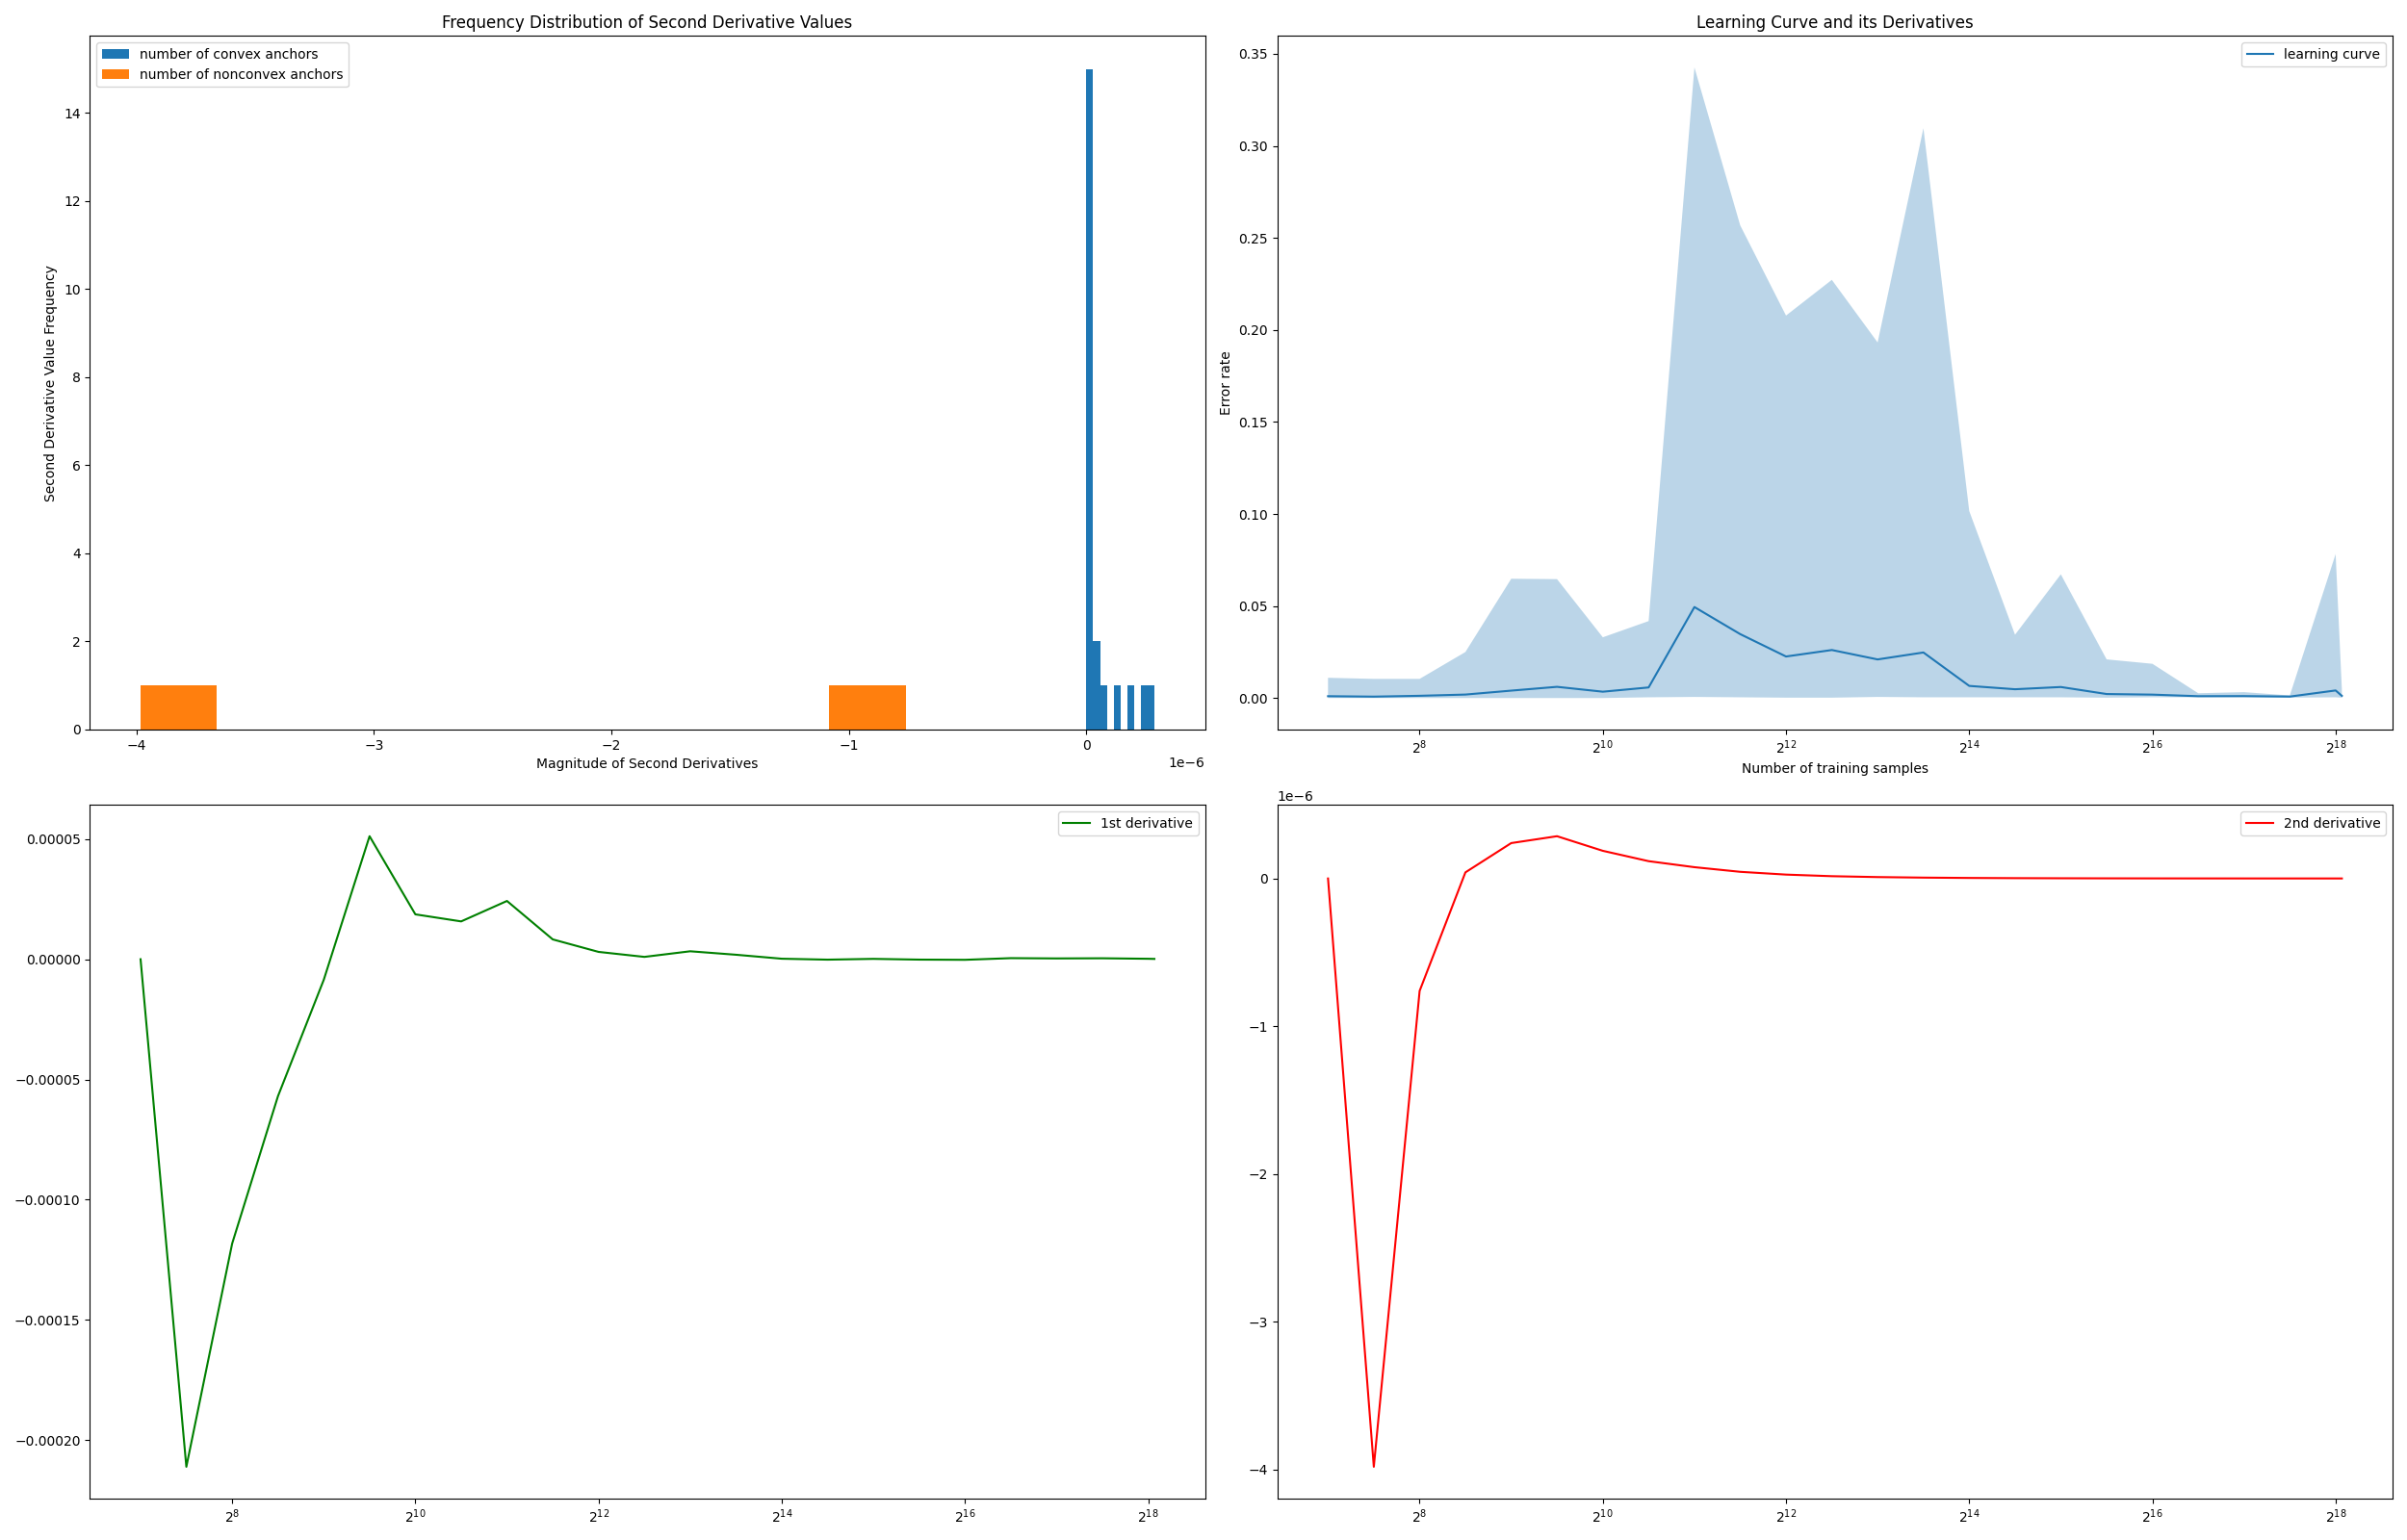 Frequency Distribution of Second Derivative Values
number of convex anchors
number of nonconvex anchors
14
12
10
8
6
4
2
0
Second Derivative Value Frequency
−4 −3 −2 −1 0
1e−6
Magnitude of Second Derivatives
Learning Curve and its Derivatives
learning curve
0.35
0.30
0.25
0.20
0.15
0.10
0.05
0.00
Error rate
2^8 2^10 2^12 2^14 2^16 2^18
Number of training samples
1st derivative
0.00005
0.00000
−0.00005
−0.00010
−0.00015
−0.00020
2^8 2^10 2^12 2^14 2^16 2^18
1e−6
2nd derivative
0
−1
−2
−3
−4
2^8 2^10 2^12 2^14 2^16 2^18